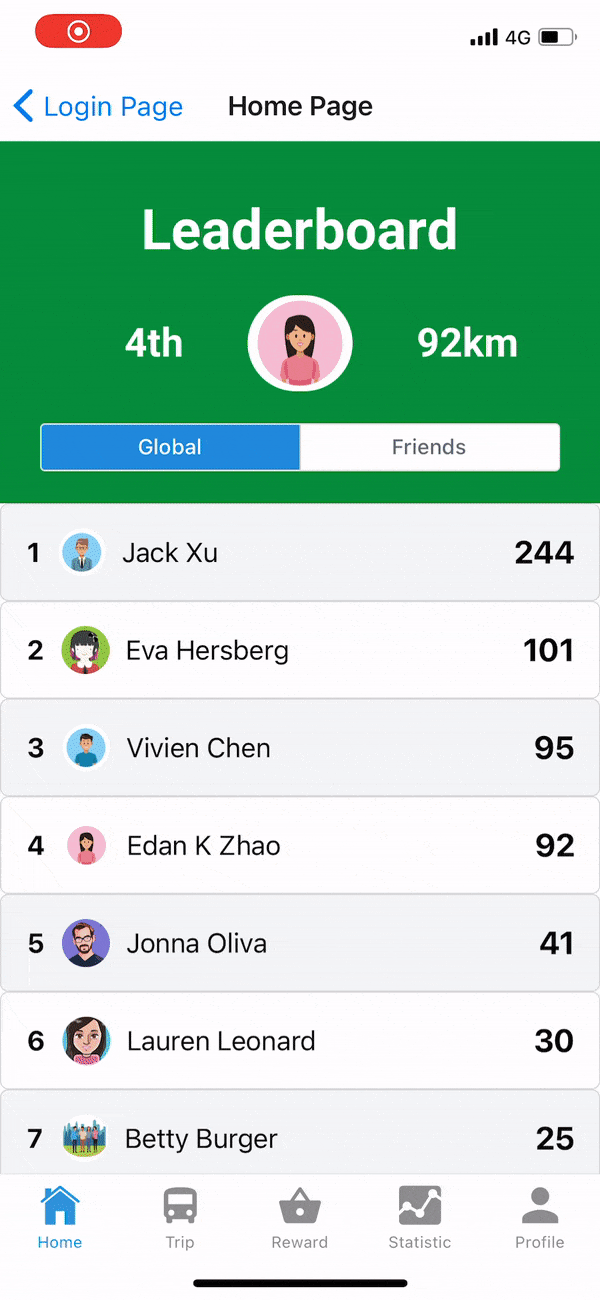 4G
Login Page Home Page
Leaderboard
4th 92km
Global Friends
1 Jack Xu 244
2 Eva Hersberg 101
3 Vivien Chen 95
4 Edan K Zhao 92
5 Jonna Oliva 41
6 Lauren Leonard 30
7 Betty Burger 25
Home Trip Reward Statistic Profile